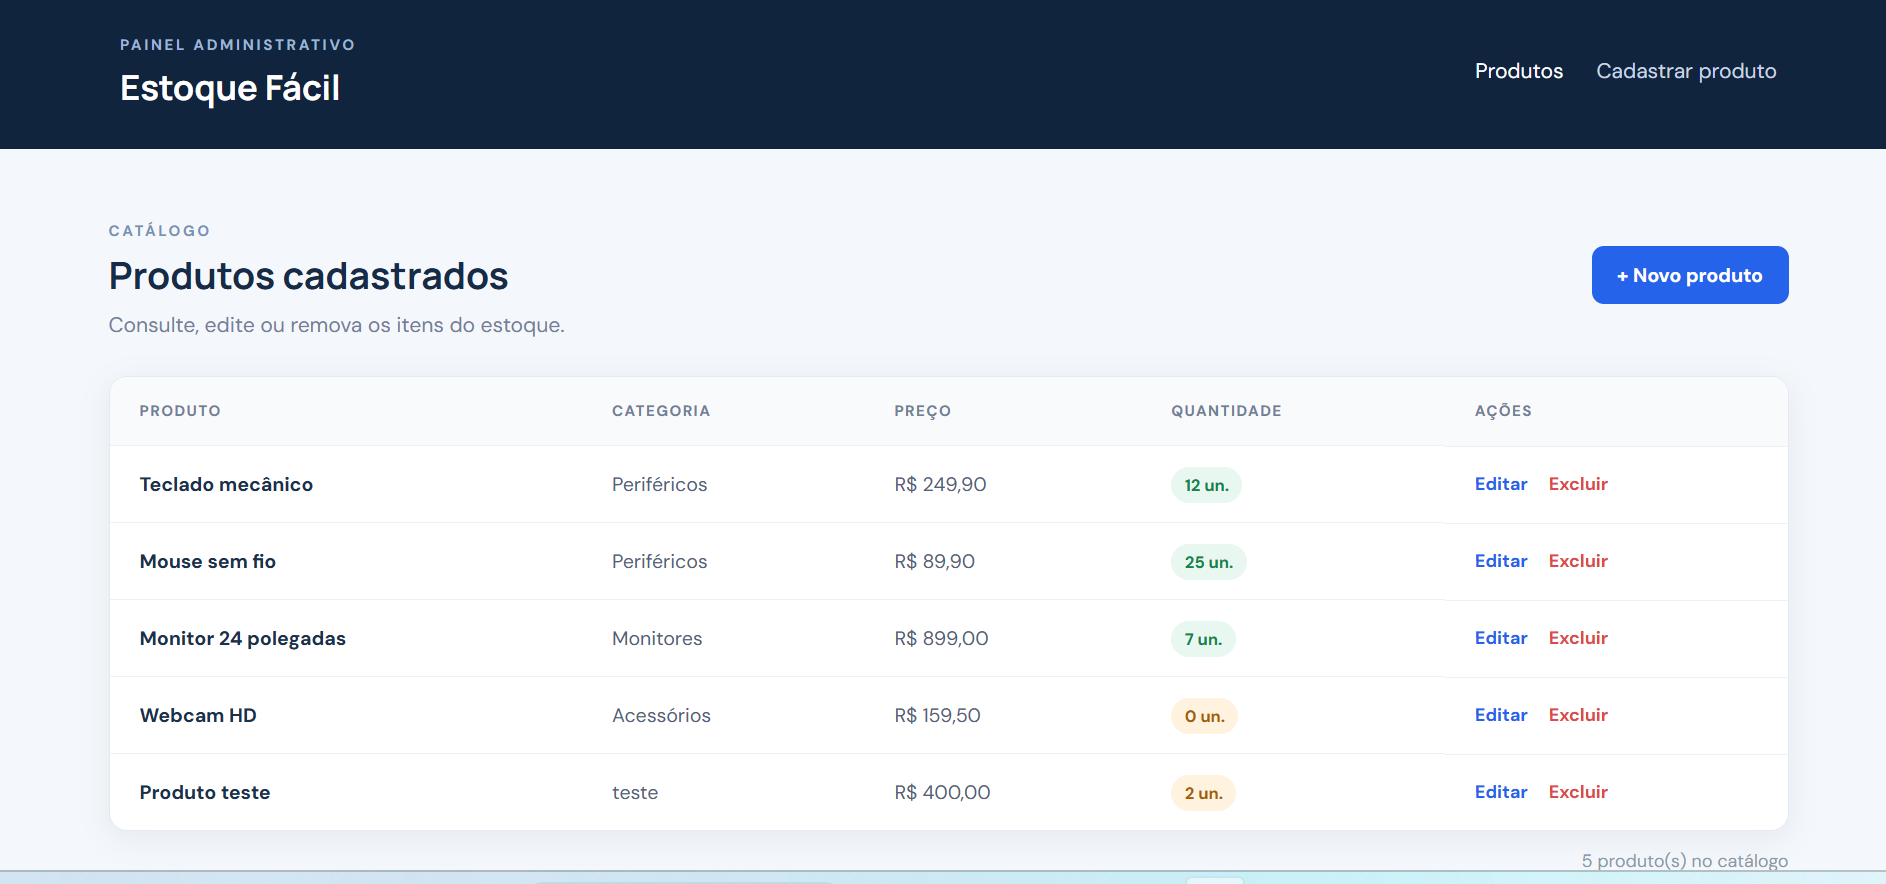 PAINEL ADMINISTRATIVO
Estoque Fácil
Produtos Cadastrar produto
CATÁLOGO
Produtos cadastrados
Consulte, edite ou remova os itens do estoque.
+ Novo produto
PRODUTO CATEGORIA PREÇO QUANTIDADE AÇÕES
Teclado mecânico Periféricos R$ 249,90 12 un. Editar Excluir
Mouse sem fio Periféricos R$ 89,90 25 un. Editar Excluir
Monitor 24 polegadas Monitores R$ 899,00 7 un. Editar Excluir
Webcam HD Acessórios R$ 159,50 0 un. Editar Excluir
Produto teste teste R$ 400,00 2 un. Editar Excluir
5 produto(s) no catálogo